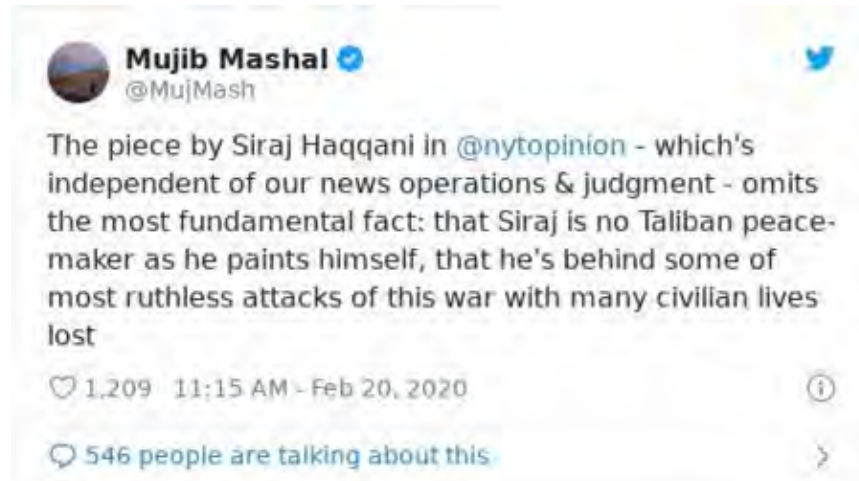 Mujib Mashal
@MujMash
The piece by Siraj Haqqani in @nytopinion - which's
independent of our news operations & judgment - omits
the most fundamental fact: that Siraj is no Taliban peace-
maker as he paints himself, that he's behind some of
most ruthless attacks of this war with many civilian lives
lost
1,209 11:15 AM - Feb 20, 2020
546 people are talking about this